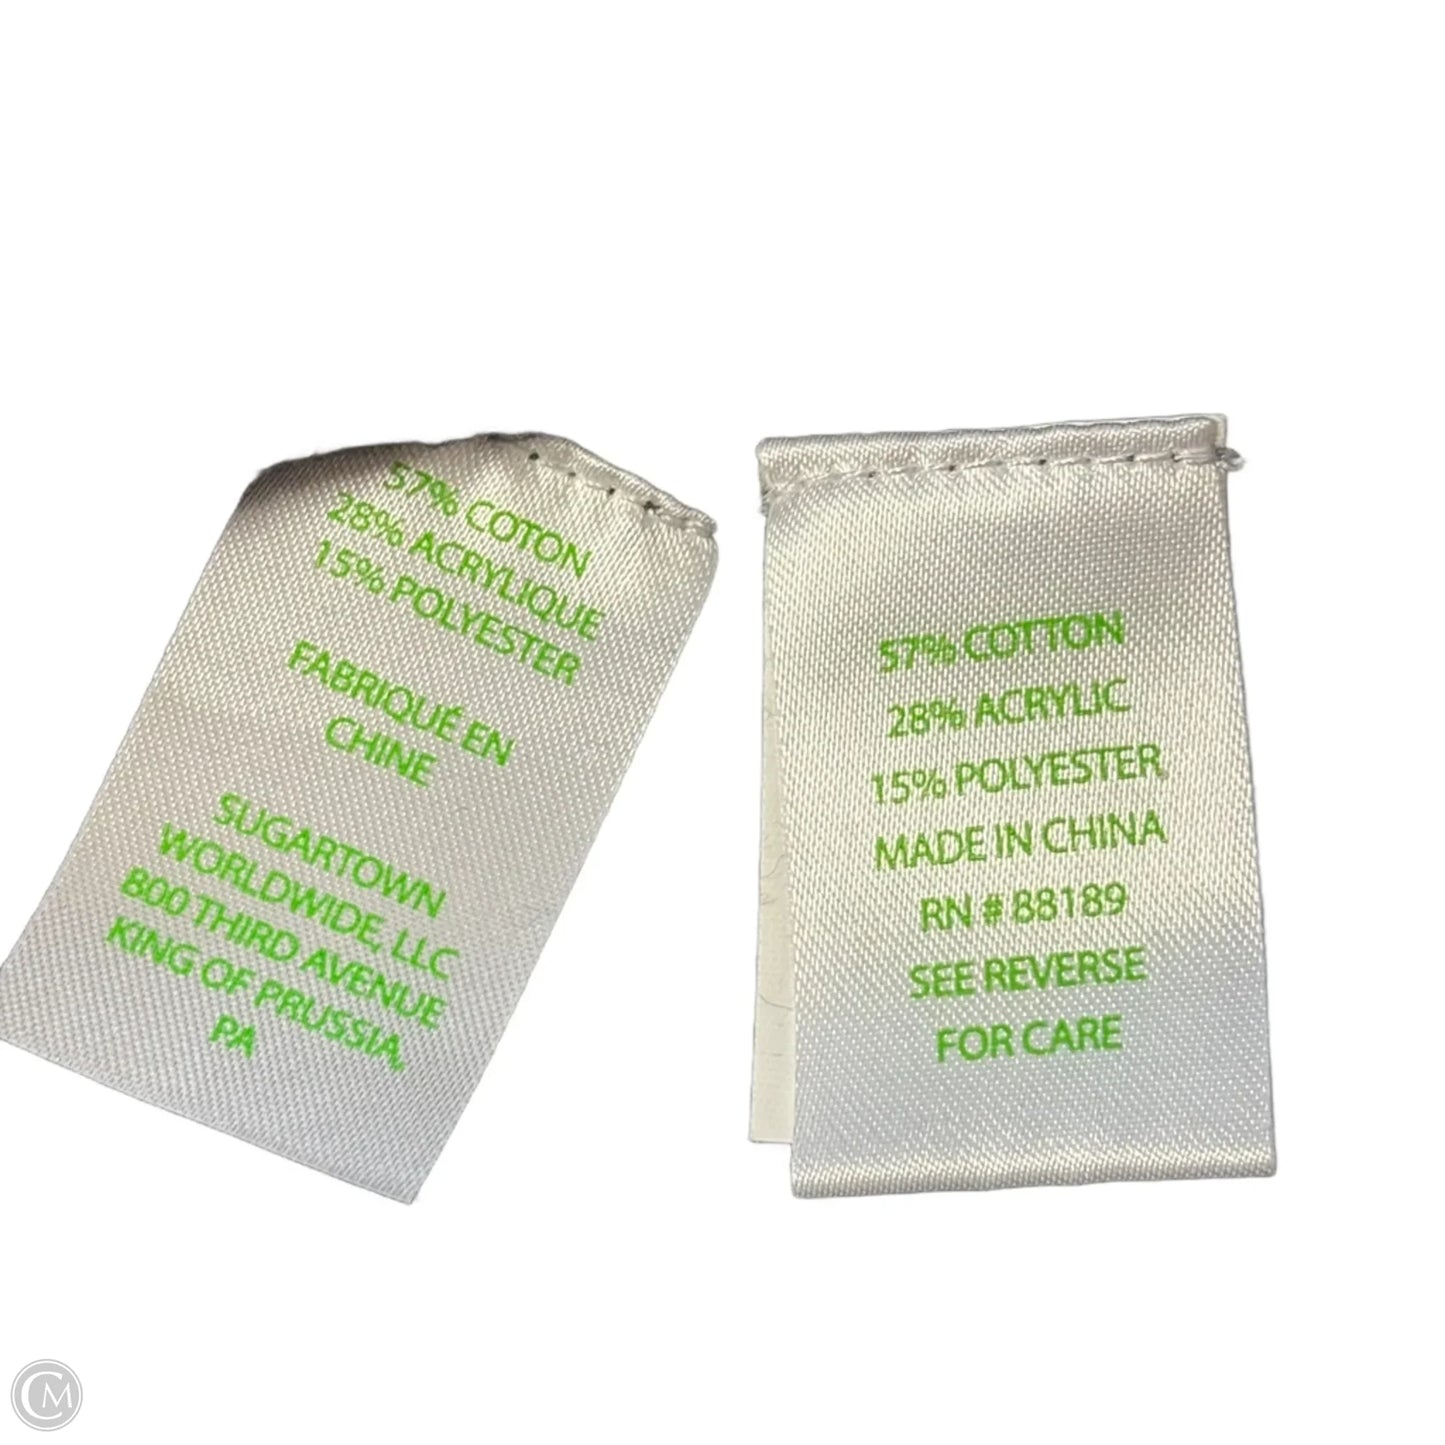 57% COTON
28% ACRYLIQUE
15% POLYESTER
FABRIQUÉ EN
CHINE
SUGARTOWN
WORLDWIDE, LLC
800 THIRD AVENUE
KING OF PRUSSIA,
PA
57% COTTON
28% ACRYLIC
15% POLYESTER
MADE IN CHINA
RN # 88189
SEE REVERSE
FOR CARE
CM